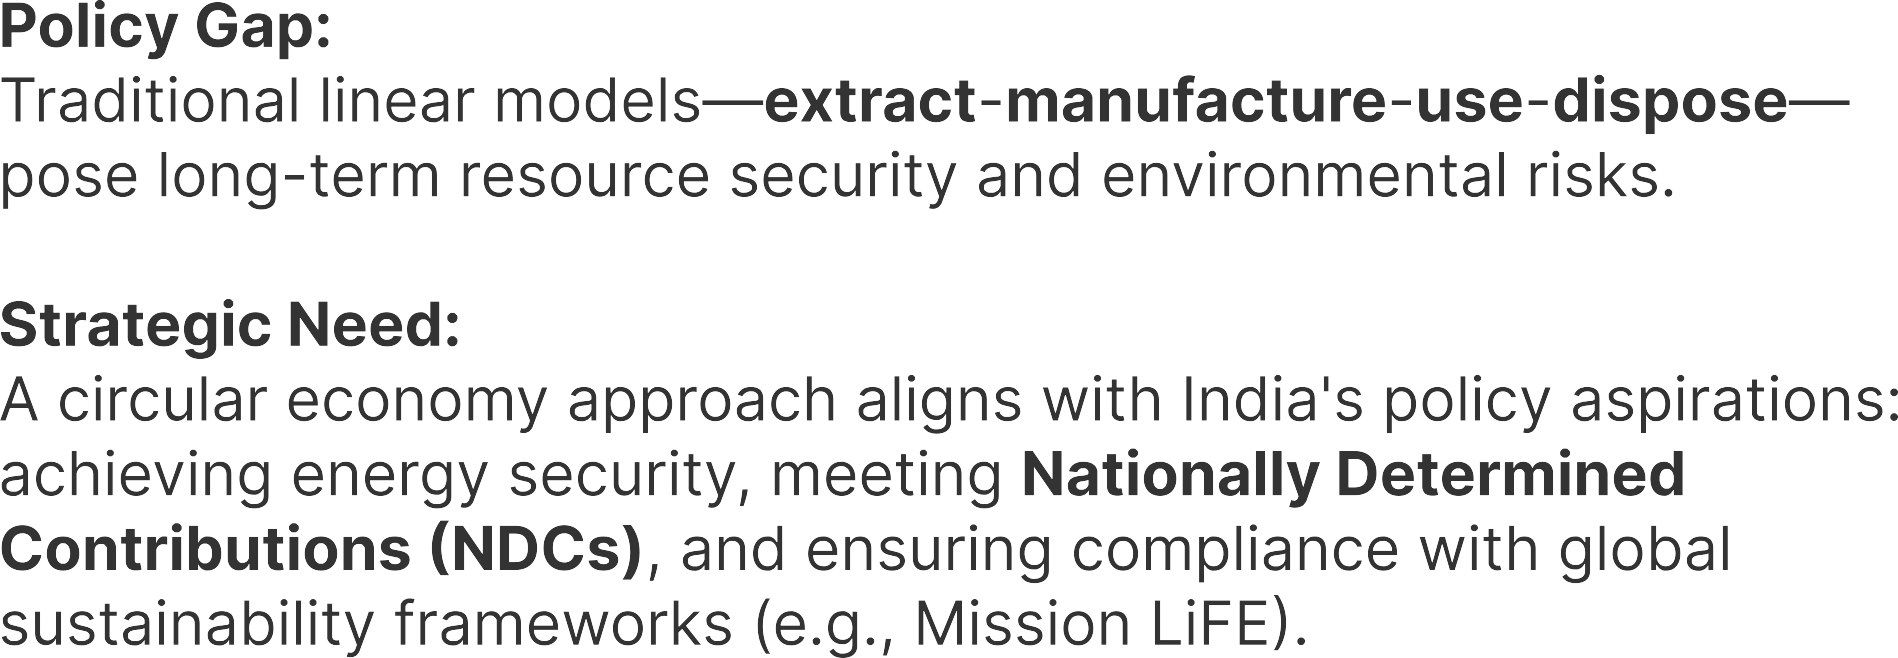 Policy Gap:
Traditional linear models—extract-manufacture-use-dispose—
pose long-term resource security and environmental risks.
Strategic Need:
A circular economy approach aligns with India's policy aspirations:
achieving energy security, meeting Nationally Determined
Contributions (NDCs), and ensuring compliance with global
sustainability frameworks (e.g., Mission LiFE).